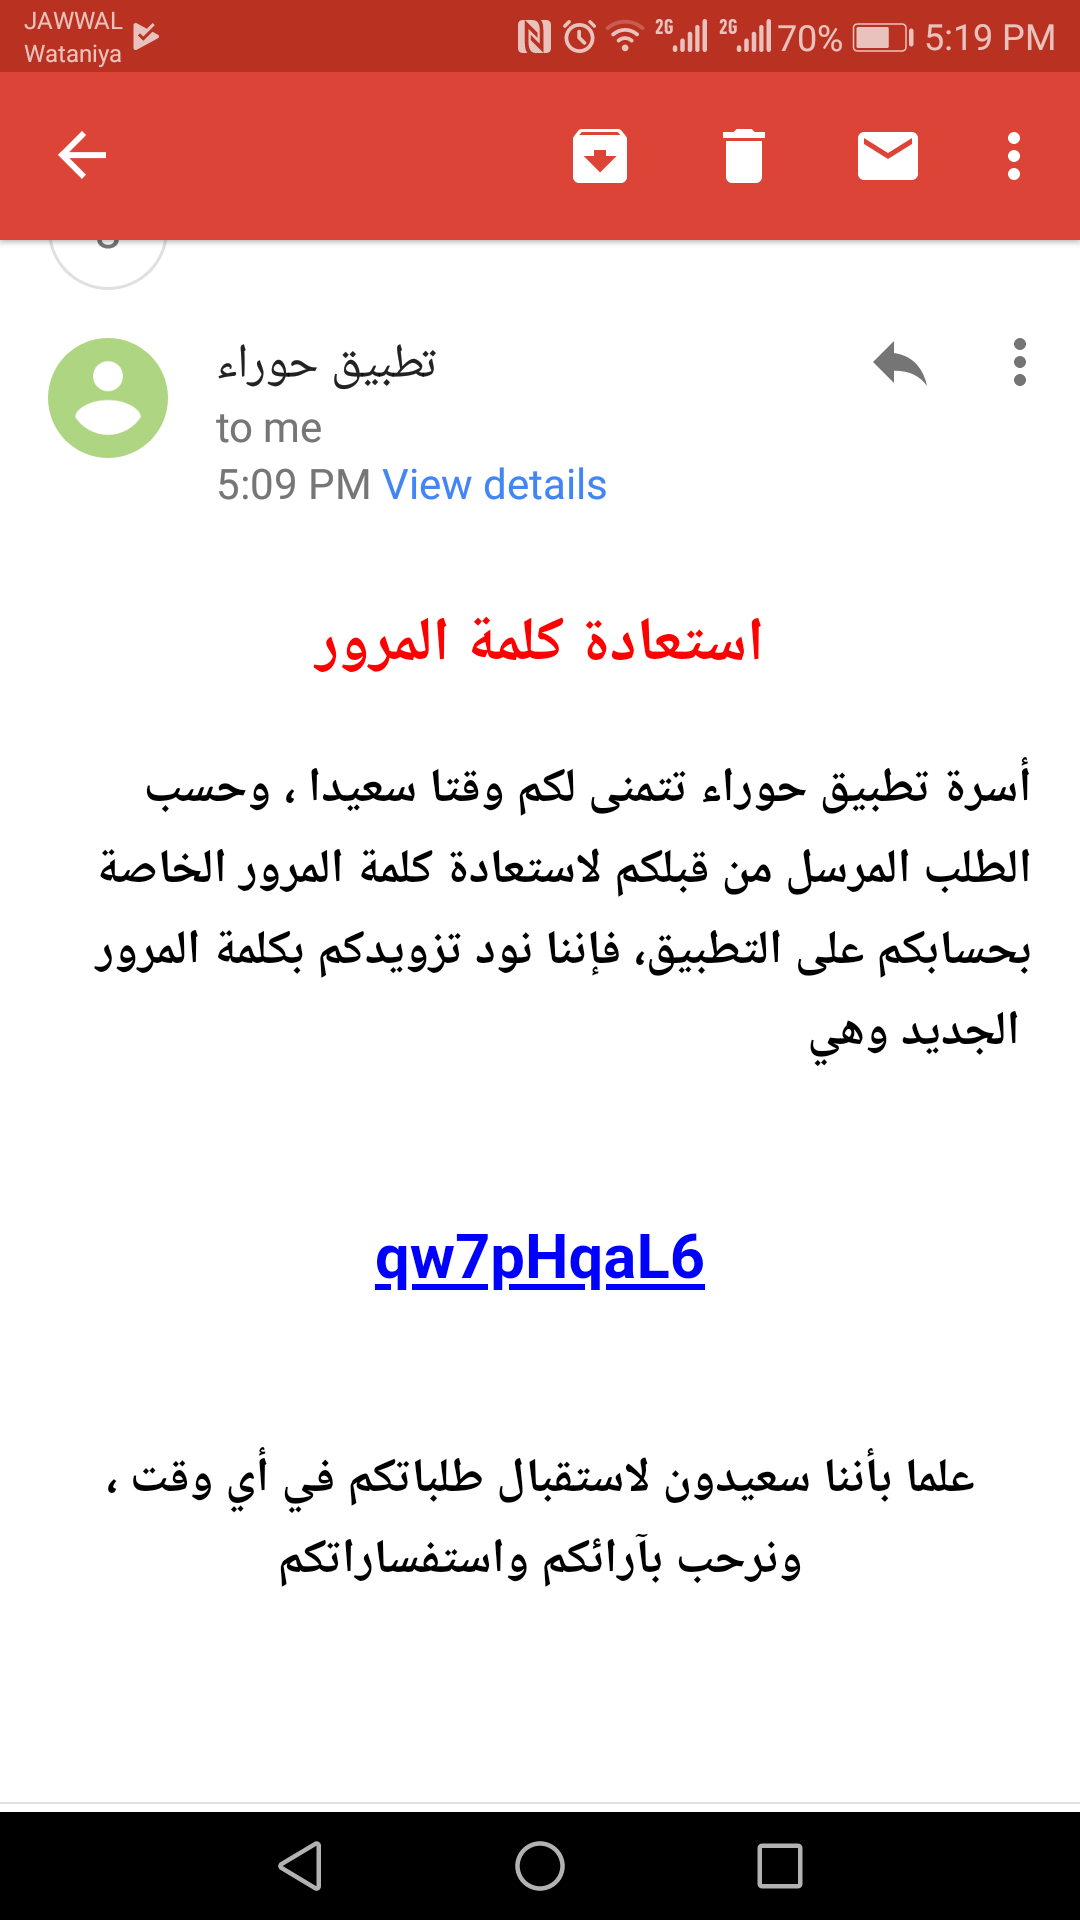 JAWWAL
Wataniya
2G 2G 70% 5:19 PM
تطبيق حوراء
to me
5:09 PM View details
استعادة كلمة المرور
أسرة تطبيق حوراء تتمنى لكم وقتا سعيدا ، وحسب
الطلب المرسل من قبلكم لاستعادة كلمة المرور الخاصة
بحسابكم على التطبيق، فإننا نود تزويدكم بكلمة المرور
الجديد وهي
qw7pHqaL6
علما بأننا سعيدون لاستقبال طلباتكم في أي وقت ،
ونرحب بآرائكم واستفساراتكم